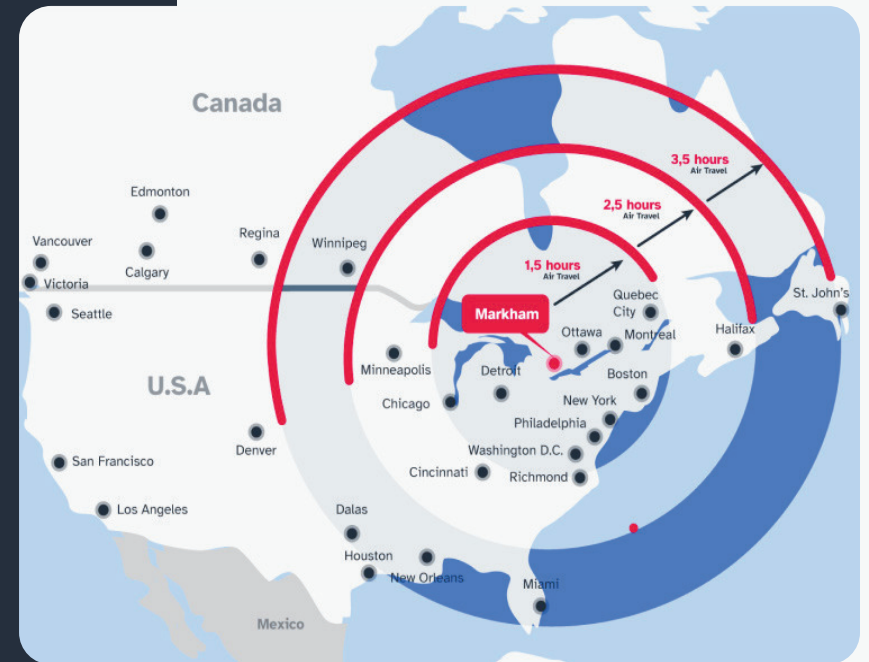 Canada
3,5 hours
Air Travel
Edmonton
2,5 hours
Air Travel
Regina
Winnipeg
Vancouver
Calgary
1,5 hours
Air Travel
Victoria
Quebec
City
St. John's
Seattle
Markham
Ottawa
Montreal
Halifax
Minneapolis
Detroit
Boston
U.S.A
Chicago
New York
Philadelphia
Denver
Washington D.C.
San Francisco
Cincinnati
Richmond
Los Angeles
Dalas
Houston
New Orleans
Miami
Mexico